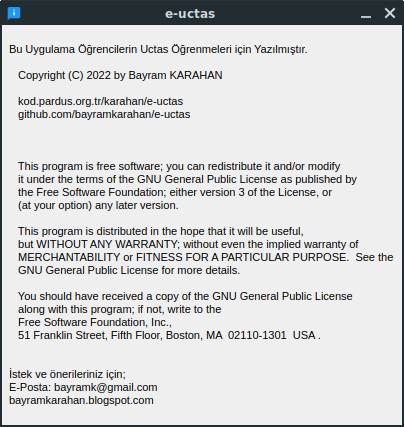 e-uctas
Bu Uygulama Öğrencilerin Uctas Öğrenmeleri için Yazılmıştır.
Copyright (C) 2022 by Bayram KARAHAN
kod.pardus.org.tr/karahan/e-uctas
github.com/bayramkarahan/e-uctas
This program is free software; you can redistribute it and/or modify
it under the terms of the GNU General Public License as published by
the Free Software Foundation; either version 3 of the License, or
(at your option) any later version.
This program is distributed in the hope that it will be useful,
but WITHOUT ANY WARRANTY; without even the implied warranty of
MERCHANTABILITY or FITNESS FOR A PARTICULAR PURPOSE.  See the
GNU General Public License for more details.
You should have received a copy of the GNU General Public License
along with this program; if not, write to the
Free Software Foundation, Inc.,
51 Franklin Street, Fifth Floor, Boston, MA  02110-1301  USA .
İstek ve önerileriniz için;
E-Posta: bayramk@gmail.com
bayramkarahan.blogspot.com